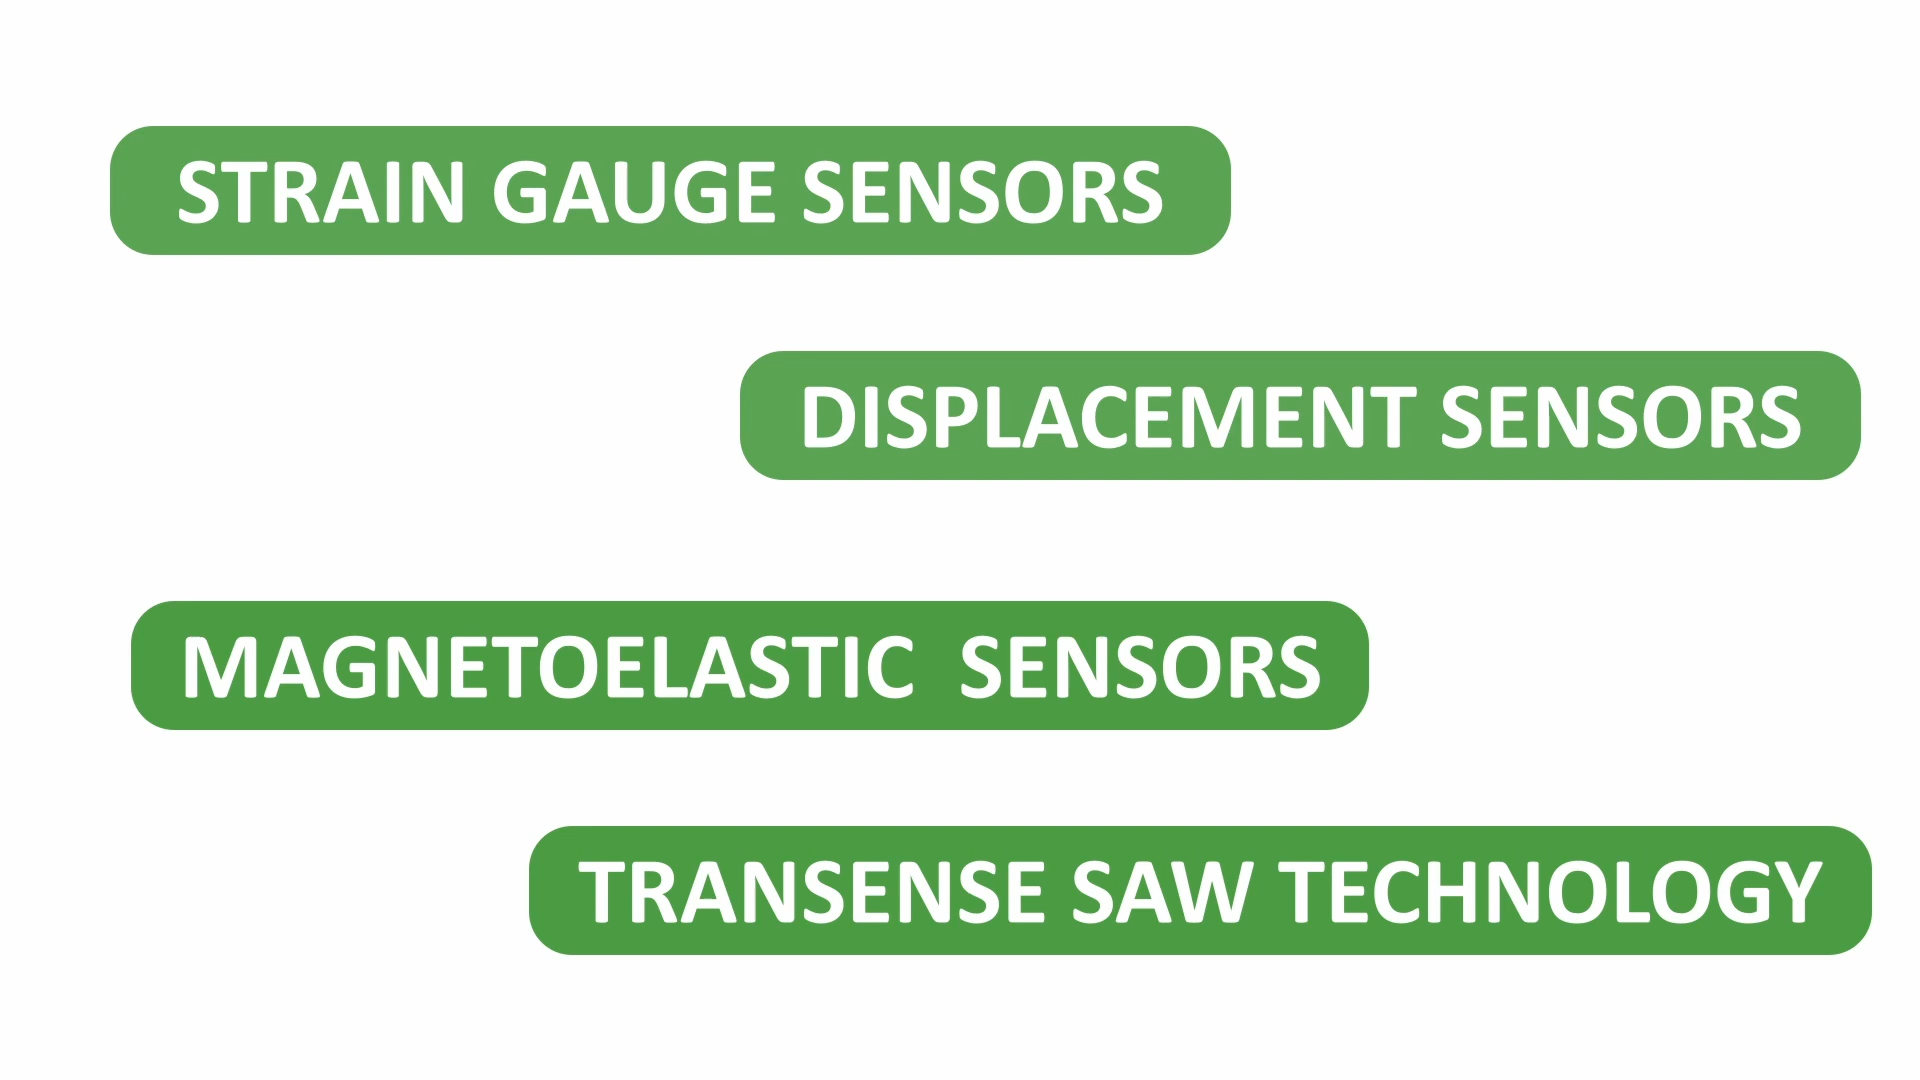 STRAIN GAUGE SENSORS
DISPLACEMENT SENSORS
MAGNETOELASTIC  SENSORS
TRANSENSE SAW TECHNOLOGY